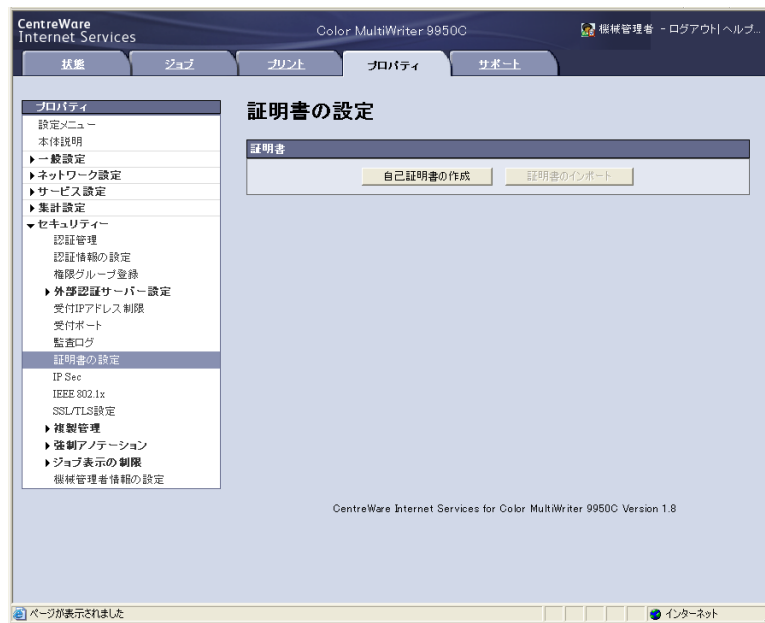 CentreWare
Internet Services
Color MultiWriter 9950C
機械管理者 - ログアウト| ヘルプ...
状態
ジョブ
プリント
プロパティ
サポート
プロパティ
設定メニュー
本体説明
一般設定
ネットワーク設定
サービス設定
集計設定
セキュリティー
認証管理
認証情報の設定
権限グループ登録
外部認証サーバー設定
受付IPアドレス制限
受付ポート
監査ログ
証明書の設定
IP Sec
IEEE 802.1x
SSL/TLS設定
複製管理
強制アノテーション
ジョブ表示の制限
機械管理者情報の設定
証明書の設定
証明書
自己証明書の作成
証明書のインポート
CentreWare Internet Services for Color MultiWriter 9950C Version 1.8
ページが表示されました
インターネット